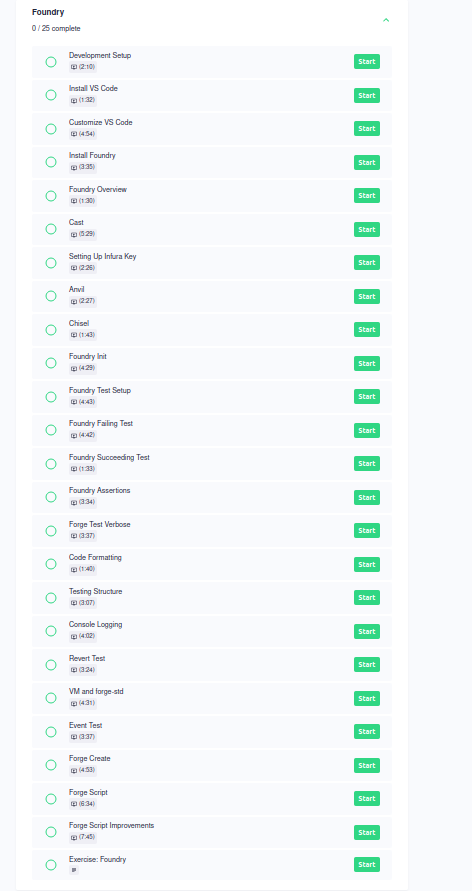 Foundry
0 / 25 complete
Development Setup
(2:10)
Start
Install VS Code
(1:32)
Start
Customize VS Code
(4:54)
Start
Install Foundry
(3:35)
Start
Foundry Overview
(1:30)
Start
Cast
(5:29)
Start
Setting Up Infura Key
(2:26)
Start
Anvil
(2:27)
Start
Chisel
(1:43)
Start
Foundry Init
(4:29)
Start
Foundry Test Setup
(4:43)
Start
Foundry Failing Test
(4:42)
Start
Foundry Succeeding Test
(1:33)
Start
Foundry Assertions
(3:34)
Start
Forge Test Verbose
(3:37)
Start
Code Formatting
(1:40)
Start
Testing Structure
(3:07)
Start
Console Logging
(4:02)
Start
Revert Test
(3:24)
Start
VM and forge-std
(4:31)
Start
Event Test
(3:37)
Start
Forge Create
(4:53)
Start
Forge Script
(6:34)
Start
Forge Script Improvements
(7:45)
Start
Exercise: Foundry
Start